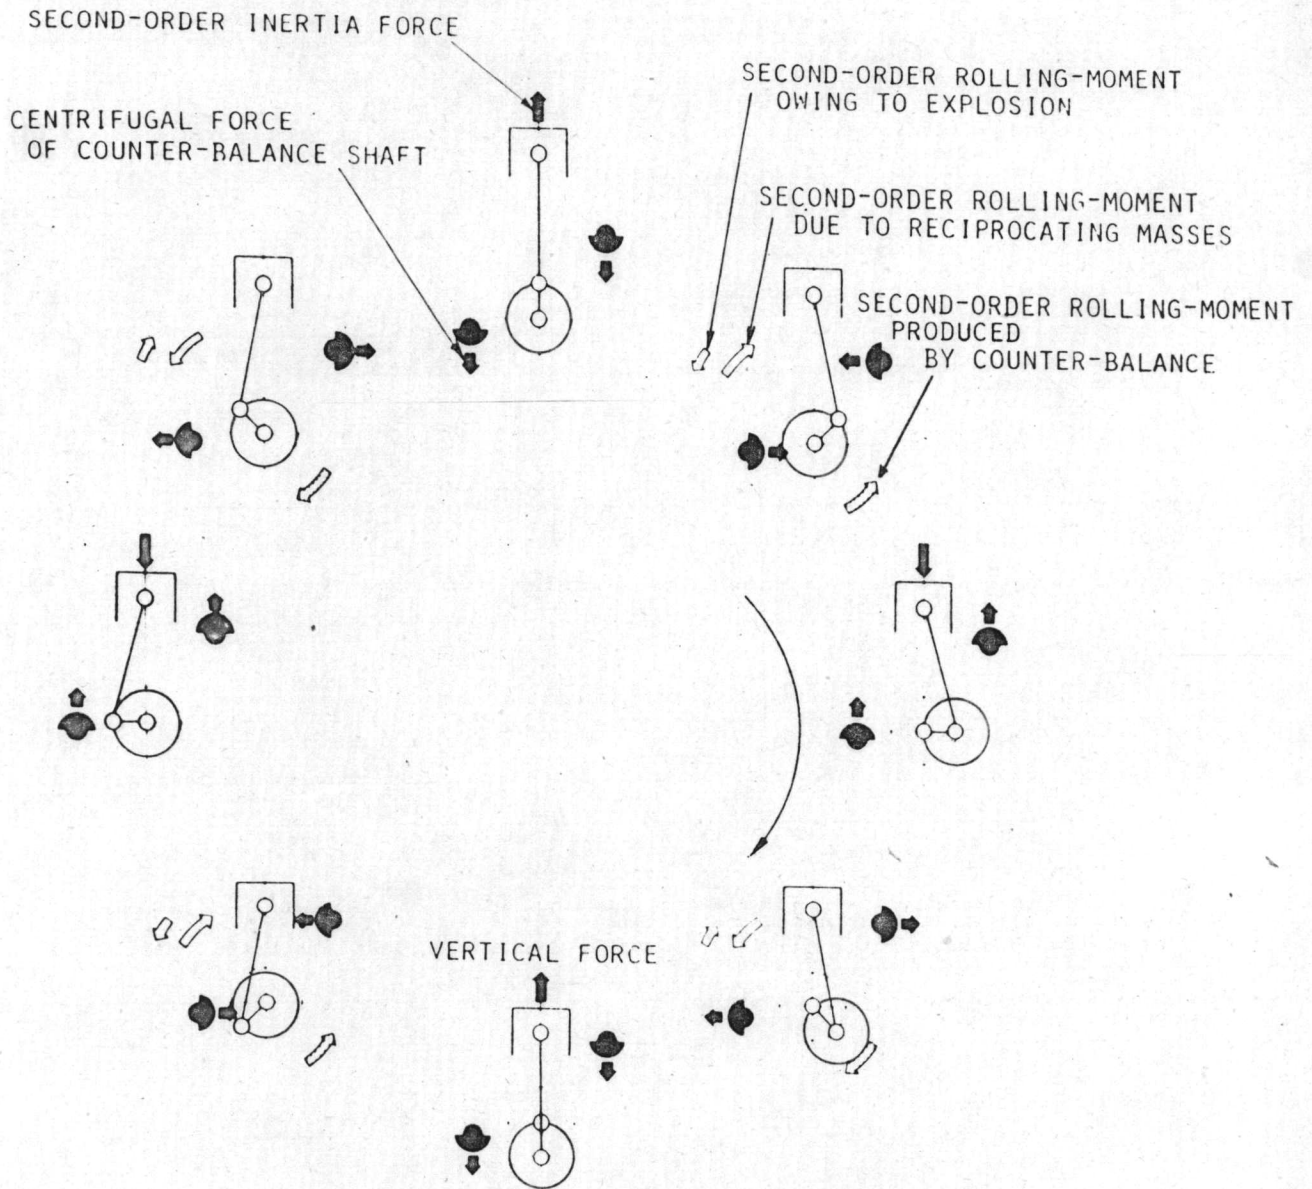 SECOND-ORDER INERTIA FORCE
CENTRIFUGAL FORCE
OF COUNTER-BALANCE SHAFT
SECOND-ORDER ROLLING-MOMENT
OWING TO EXPLOSION
SECOND-ORDER ROLLING-MOMENT
DUE TO RECIPROCATING MASSES
SECOND-ORDER ROLLING-MOMENT
PRODUCED
BY COUNTER-BALANCE
VERTICAL FORCE